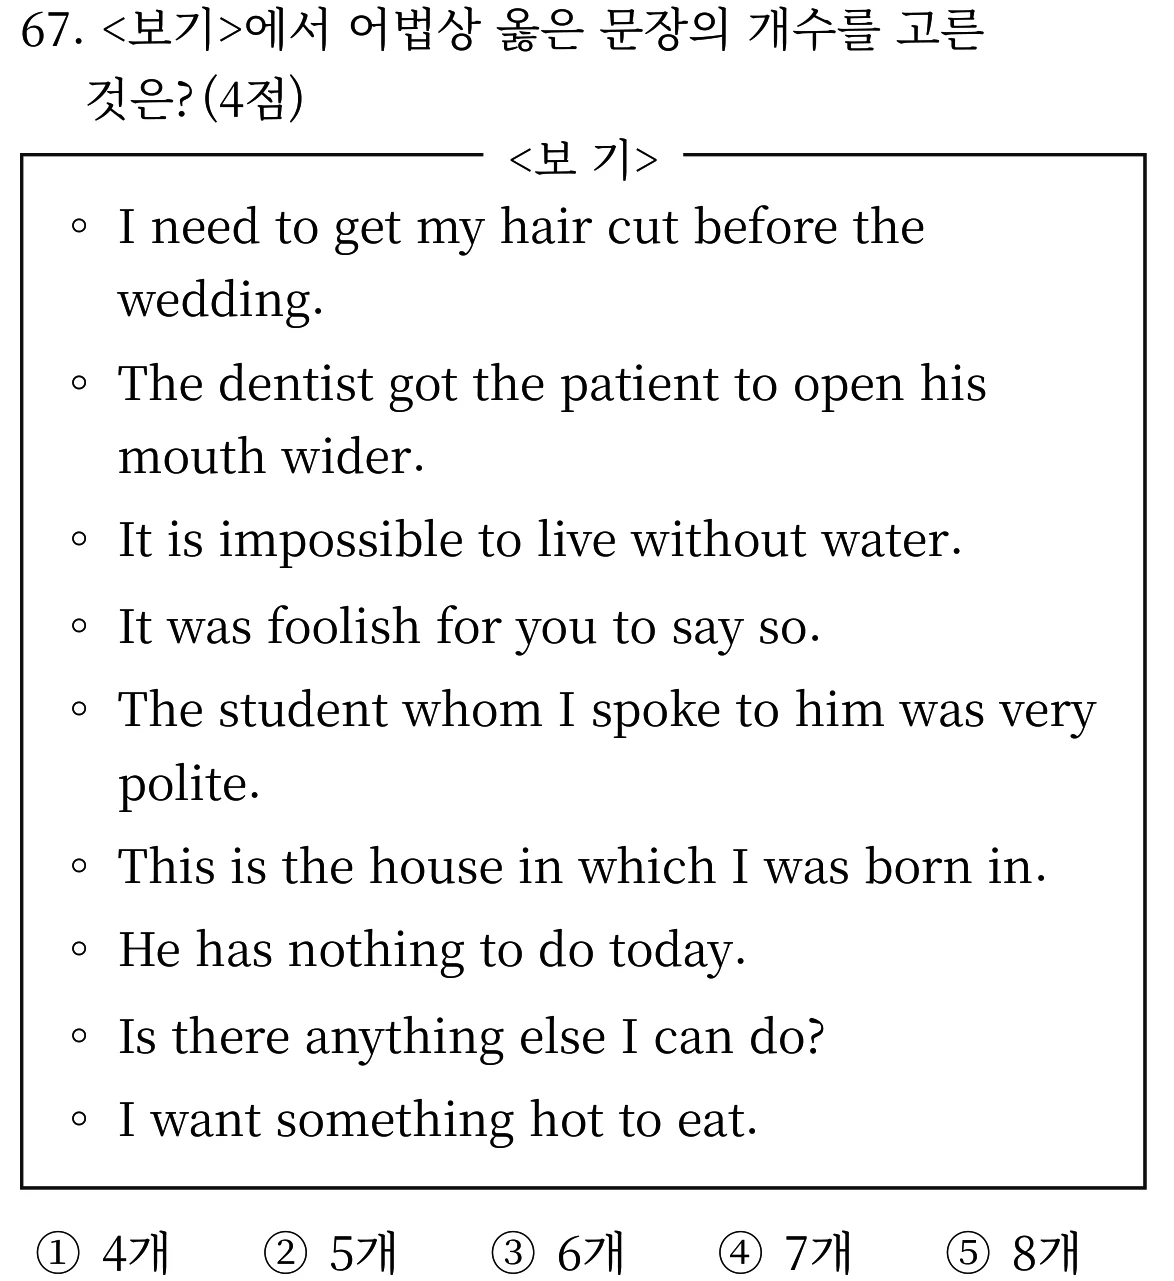 67. <보기>에서 어법상 옳은 문장의 개수를 고른
것은? (4점)
<보 기>
◦ I need to get my hair cut before the
wedding.
◦ The dentist got the patient to open his
mouth wider.
◦ It is impossible to live without water.
◦ It was foolish for you to say so.
◦ The student whom I spoke to him was very
polite.
◦ This is the house in which I was born in.
◦ He has nothing to do today.
◦ Is there anything else I can do?
◦ I want something hot to eat.
① 4개 ② 5개 ③ 6개 ④ 7개 ⑤ 8개